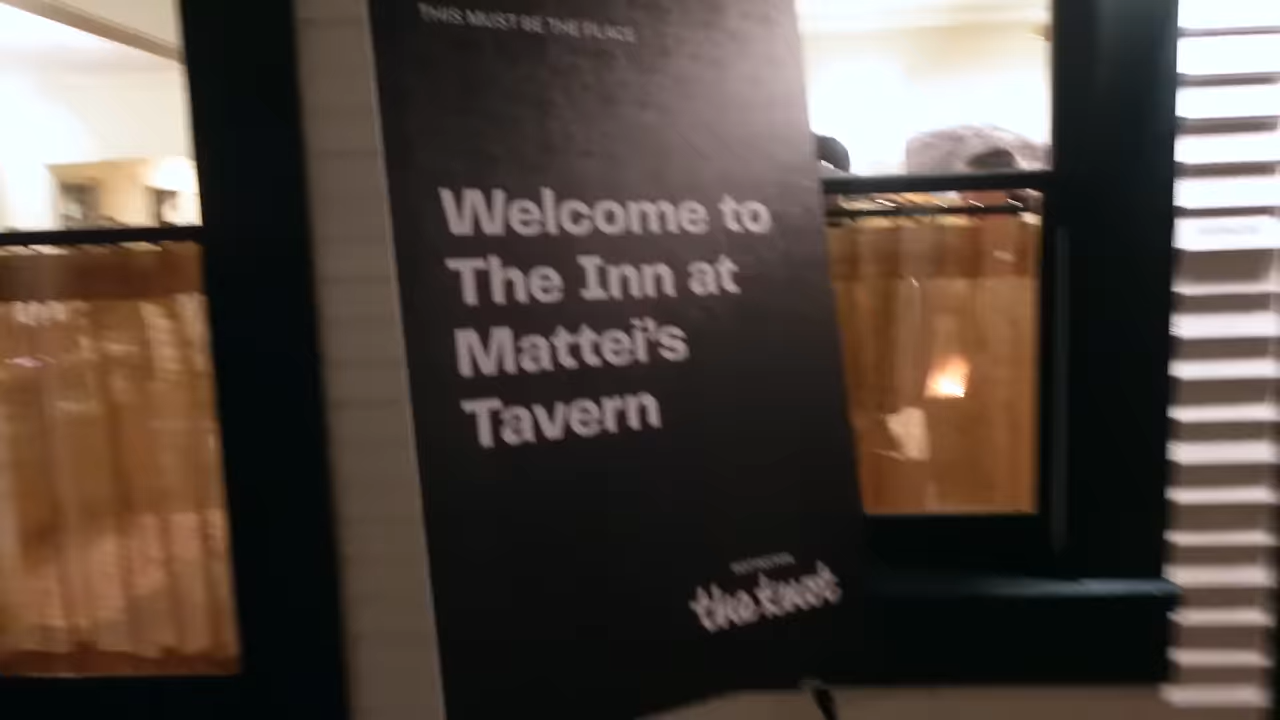 THIS MUST BE THE PLACE
Welcome to
The Inn at
Mattei's
Tavern
the knot